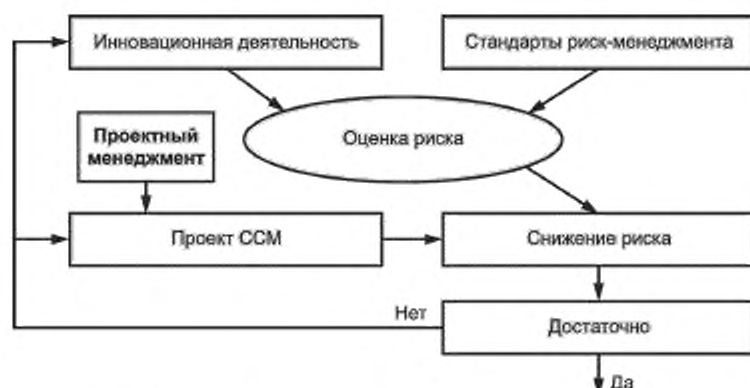 Инновационная деятельность
Стандарты риск-менеджмента
Оценка риска
Проектный
менеджмент
Проект ССМ
Снижение риска
Нет
Достаточно
Да